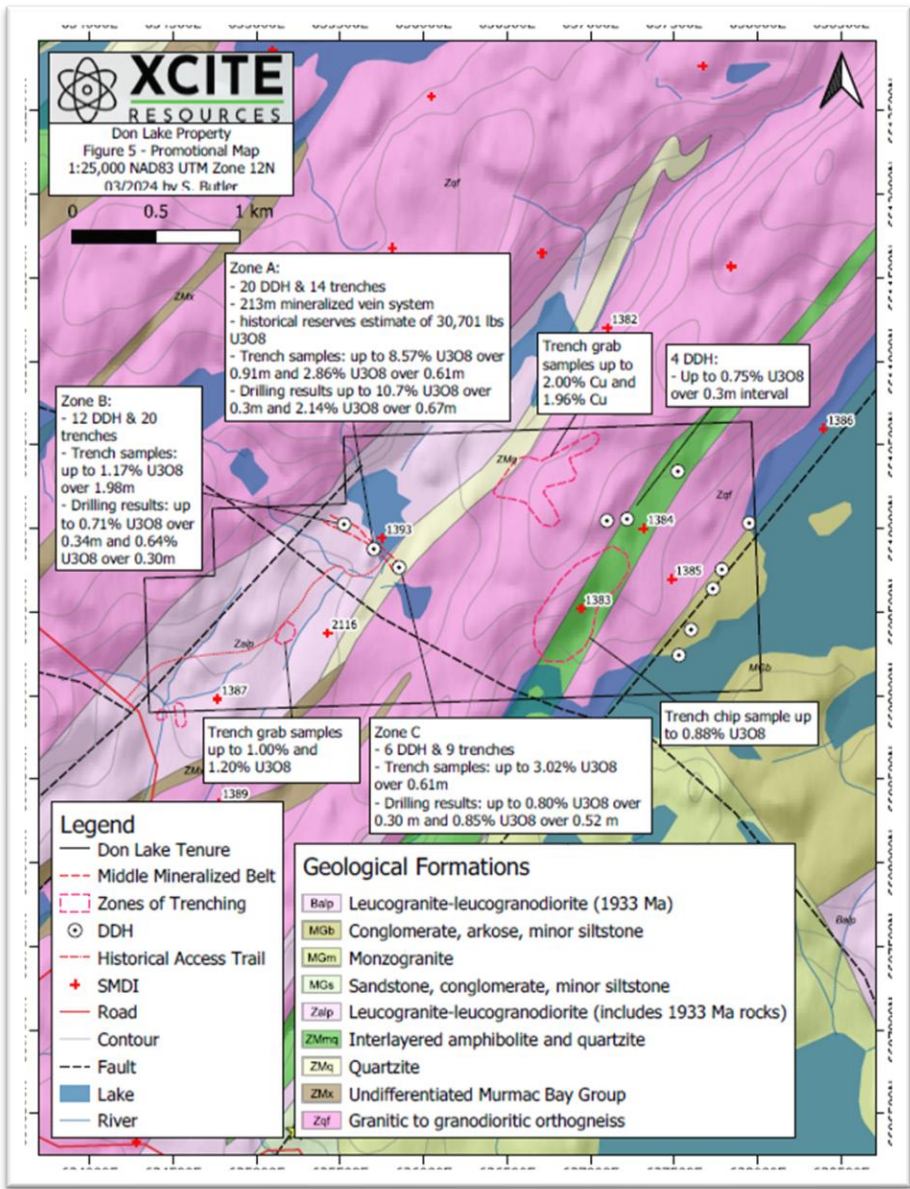 XCITE
RESOURCES
Don Lake Property
Figure 5 - Promotional Map
1:25,000 NAD83 UTM Zone 12N
03/2024 by S. Butler
0 0.5 1 km
Zqf
ZMx
Zone A:
- 20 DDH & 14 trenches
- 213m mineralized vein system
- historical reserves estimate of 30,701 lbs
U3O8
- Trench samples: up to 8.57% U3O8 over
0.91m and 2.86% U3O8 over 0.61m
- Drilling results up to 10.7% U3O8 over
0.3m and 2.14% U3O8 over 0.67m
1382
Trench grab
samples up to
2.00% Cu and
1.96% Cu
4 DDH:
- Up to 0.75% U3O8
over 0.3m interval
Zone B:
- 12 DDH & 20
trenches
- Trench samples:
up to 1.17% U3O8
over 1.98m
- Drilling results: up
to 0.71% U3O8 over
0.34m and 0.64%
U3O8 over 0.30m
1386
ZMq
Zqf
1393
1384
1385
1383
2116
Zalp
MGb
1387
Trench grab samples
up to 1.00% and
1.20% U3O8
Zone C
- 6 DDH & 9 trenches
- Trench samples: up to 3.02% U3O8
over 0.61m
- Drilling results: up to 0.80% U3O8 over
0.30 m and 0.85% U3O8 over 0.52 m
Trench chip sample up
to 0.88% U3O8
1389
Legend
Don Lake Tenure
Middle Mineralized Belt
Zones of Trenching
DDH
Historical Access Trail
SMDI
Road
Contour
Fault
Lake
River
Geological Formations
Balp Leucogranite-leucogranodiorite (1933 Ma)
MGb Conglomerate, arkose, minor siltstone
MGm Monzogranite
MGs Sandstone, conglomerate, minor siltstone
Zalp Leucogranite-leucogranodiorite (includes 1933 Ma rocks)
ZMmq Interlayered amphibolite and quartzite
ZMq Quartzite
ZMx Undifferentiated Murmac Bay Group
Zqf Granitic to granodioritic orthogneiss
Balp